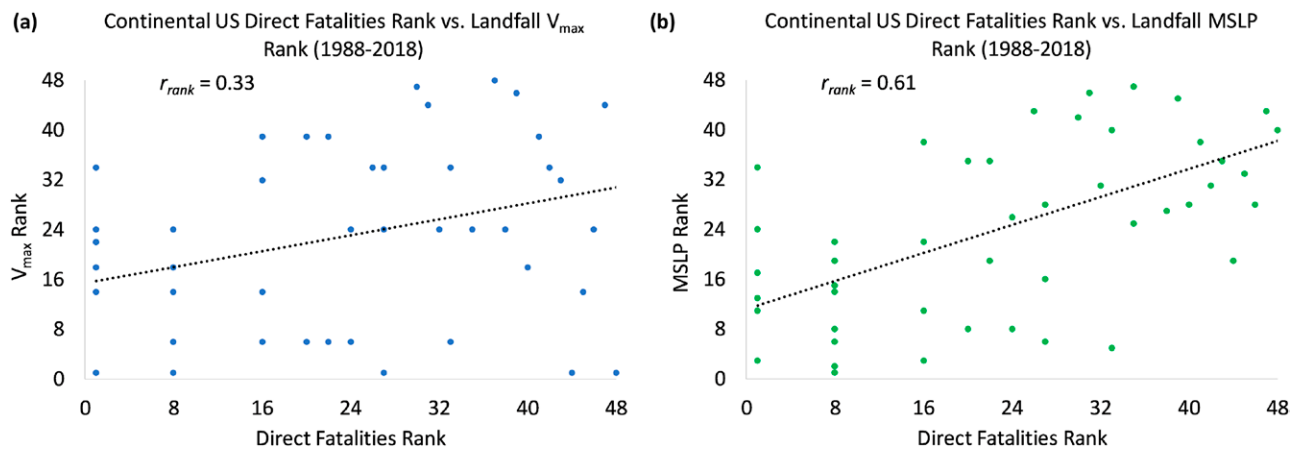 (a)
Continental US Direct Fatalities Rank vs. Landfall Vmax
Rank (1988-2018)
rrank = 0.33
48
40
32
24
16
8
0
Vmax Rank
0 8 16 24 32 40 48
Direct Fatalities Rank
(b)
Continental US Direct Fatalities Rank vs. Landfall MSLP
Rank (1988-2018)
rrank = 0.61
48
40
32
24
16
8
0
MSLP Rank
0 8 16 24 32 40 48
Direct Fatalities Rank